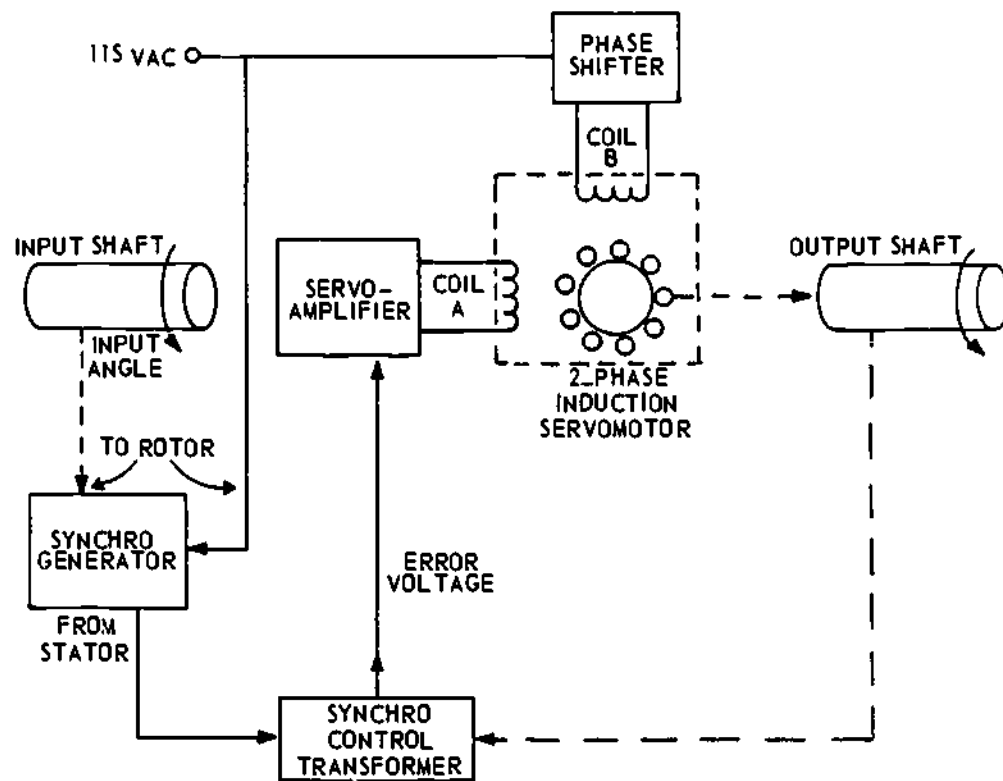 11S VAC
PHASE
SHIFTER
COIL
B
INPUT SHAFT
INPUT
ANGLE
SERVO-
AMPLIFIER
COIL
A
OUTPUT SHAFT
2-PHASE
INDUCTION
SERVOMOTOR
TO ROTOR
SYNCHRO
GENERATOR
ERROR
VOLTAGE
FROM
STATOR
SYNCHRO
CONTROL
TRANSFORMER